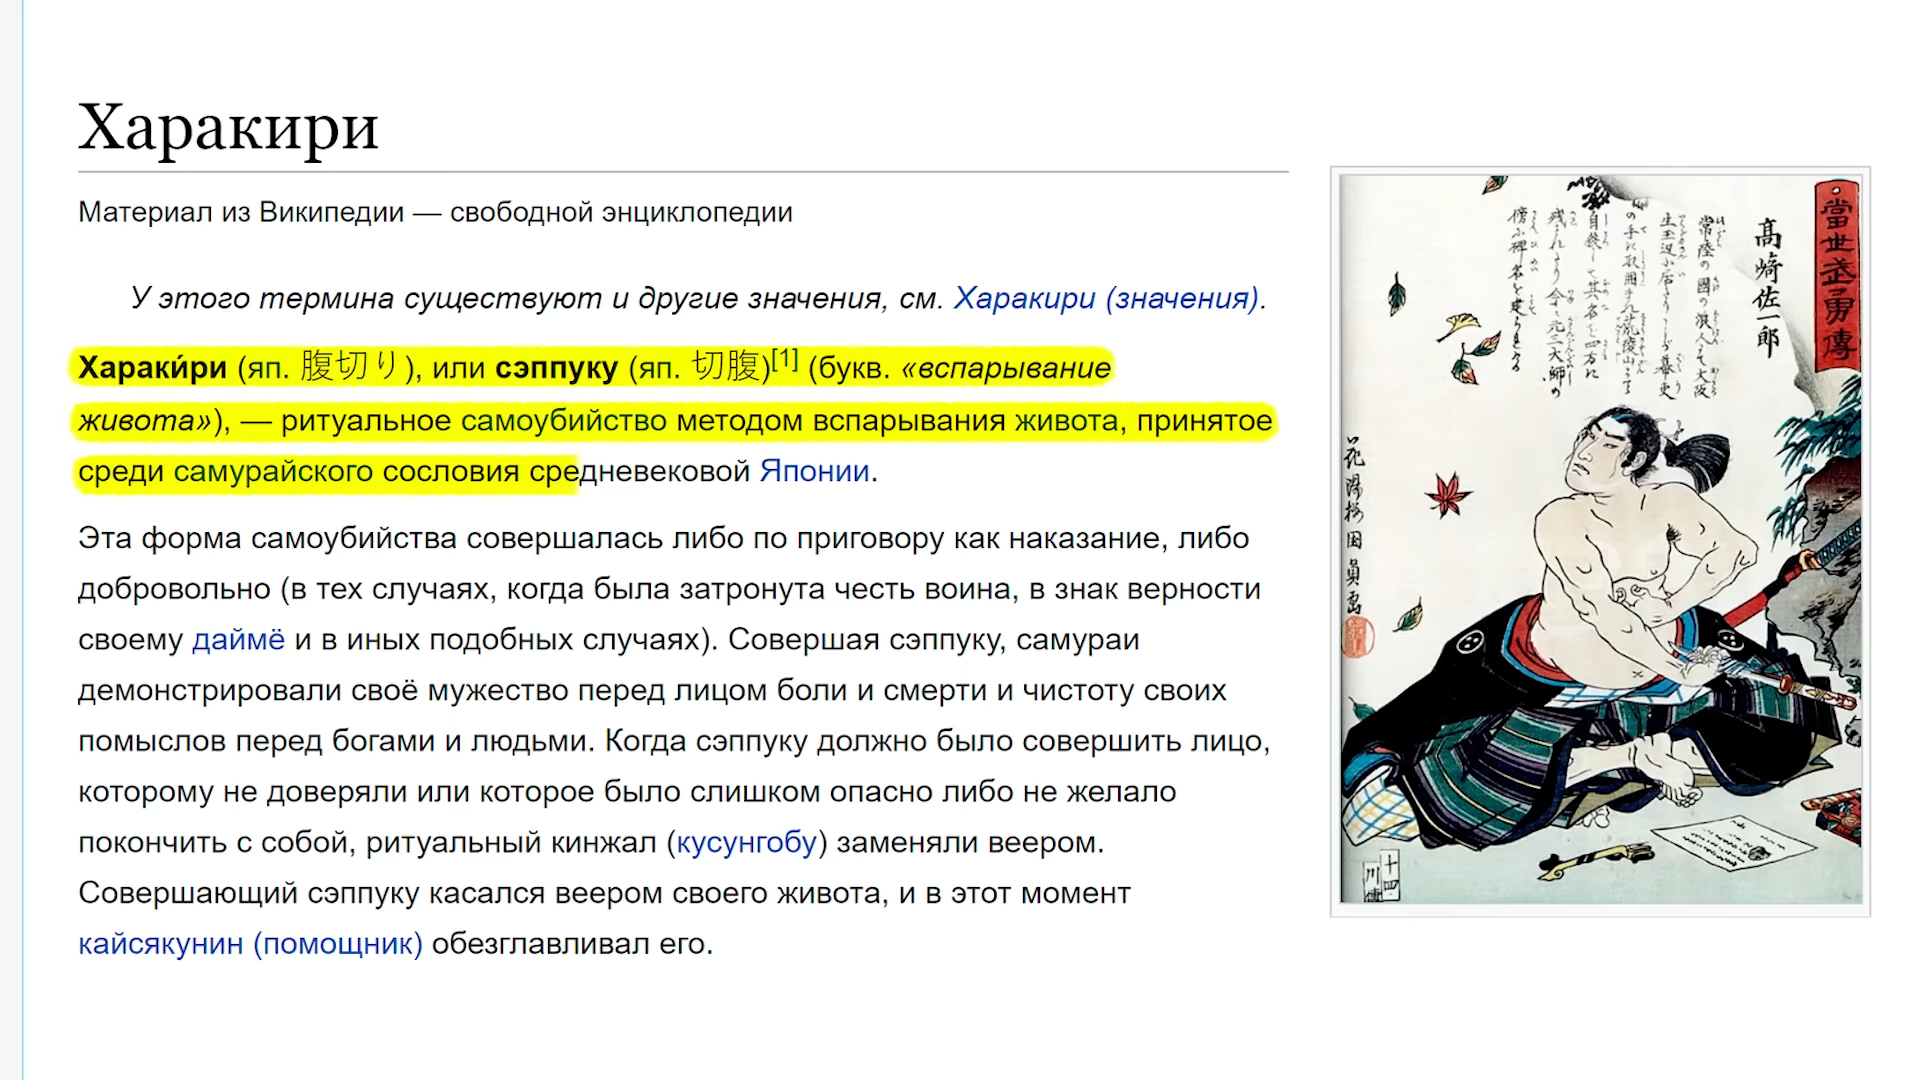 Харакири
Материал из Википедии — свободной энциклопедии
У этого термина существуют и другие значения, см. Харакири (значения).
Хараки́ри (яп. 腹切り), или сэппуку (яп. 切腹)[1] (букв. «вспарывание
живота»), — ритуальное самоубийство методом вспарывания живота, принятое
среди самурайского сословия средневековой Японии.
Эта форма самоубийства совершалась либо по приговору как наказание, либо
добровольно (в тех случаях, когда была затронута честь воина, в знак верности
своему даймё и в иных подобных случаях). Совершая сэппуку, самураи
демонстрировали своё мужество перед лицом боли и смерти и чистоту своих
помыслов перед богами и людьми. Когда сэппуку должно было совершить лицо,
которому не доверяли или которое было слишком опасно либо не желало
покончить с собой, ритуальный кинжал (кусунгобу) заменяли веером.
Совершающий сэппуку касался веером своего живота, и в этот момент
кайсякунин (помощник) обезглавливал его.
當世武勇傳
高崎佐一郎